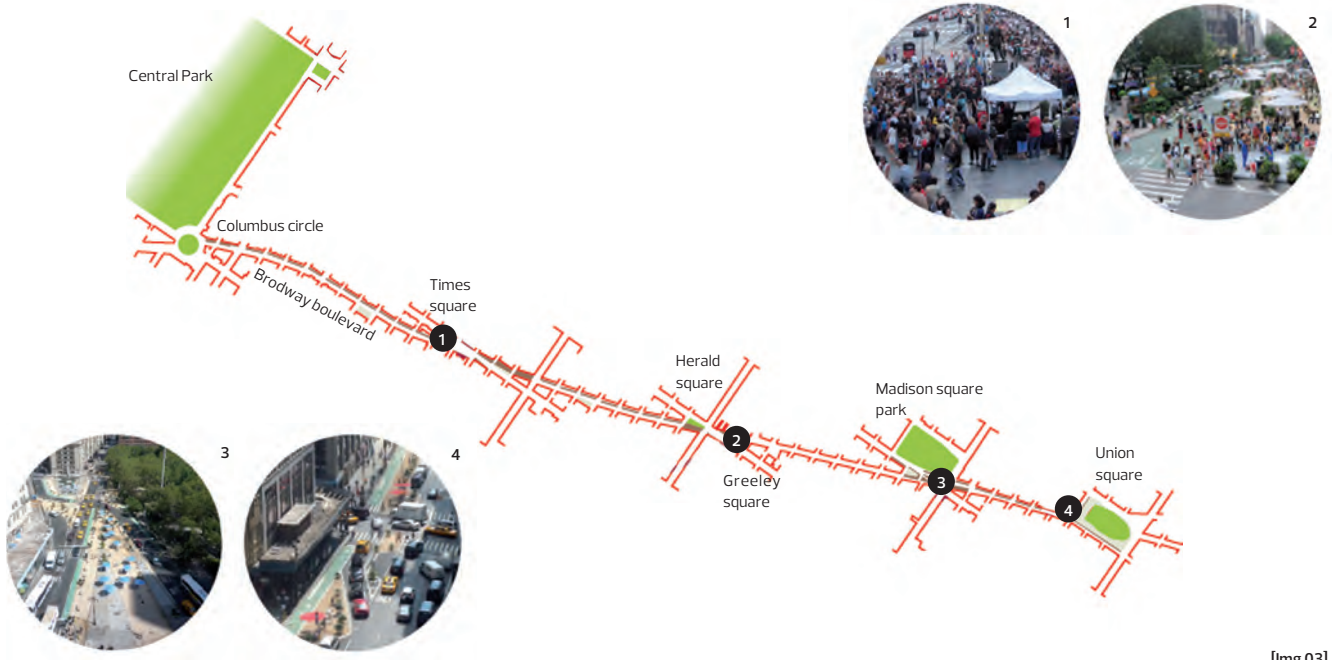 1
2
Central Park
Columbus circle
Brodway boulevard
Times
square
1
Herald
square
2
Greeley
square
Madison square
park
3
Union
square
4
3
4
[Img 03]